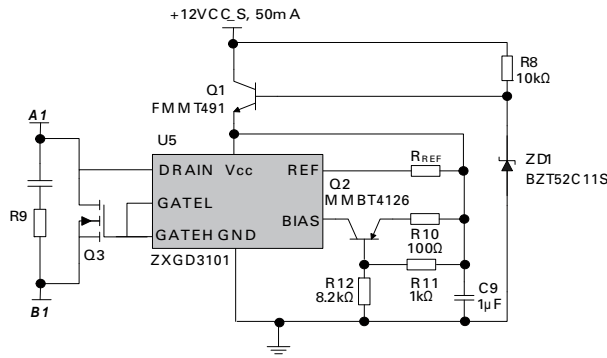 +12VCC_S, 50mA
R8
10kΩ
Q1
FMMT491
A1
U5
ZD1
BZT52C11S
DRAIN Vcc REF
RREF
Q2
MMBT4126
R9
GATEL
BIAS
GATEH GND
R10
100Ω
Q3
ZXGD3101
R12
8.2kΩ
R11
1kΩ
C9
1µF
B1